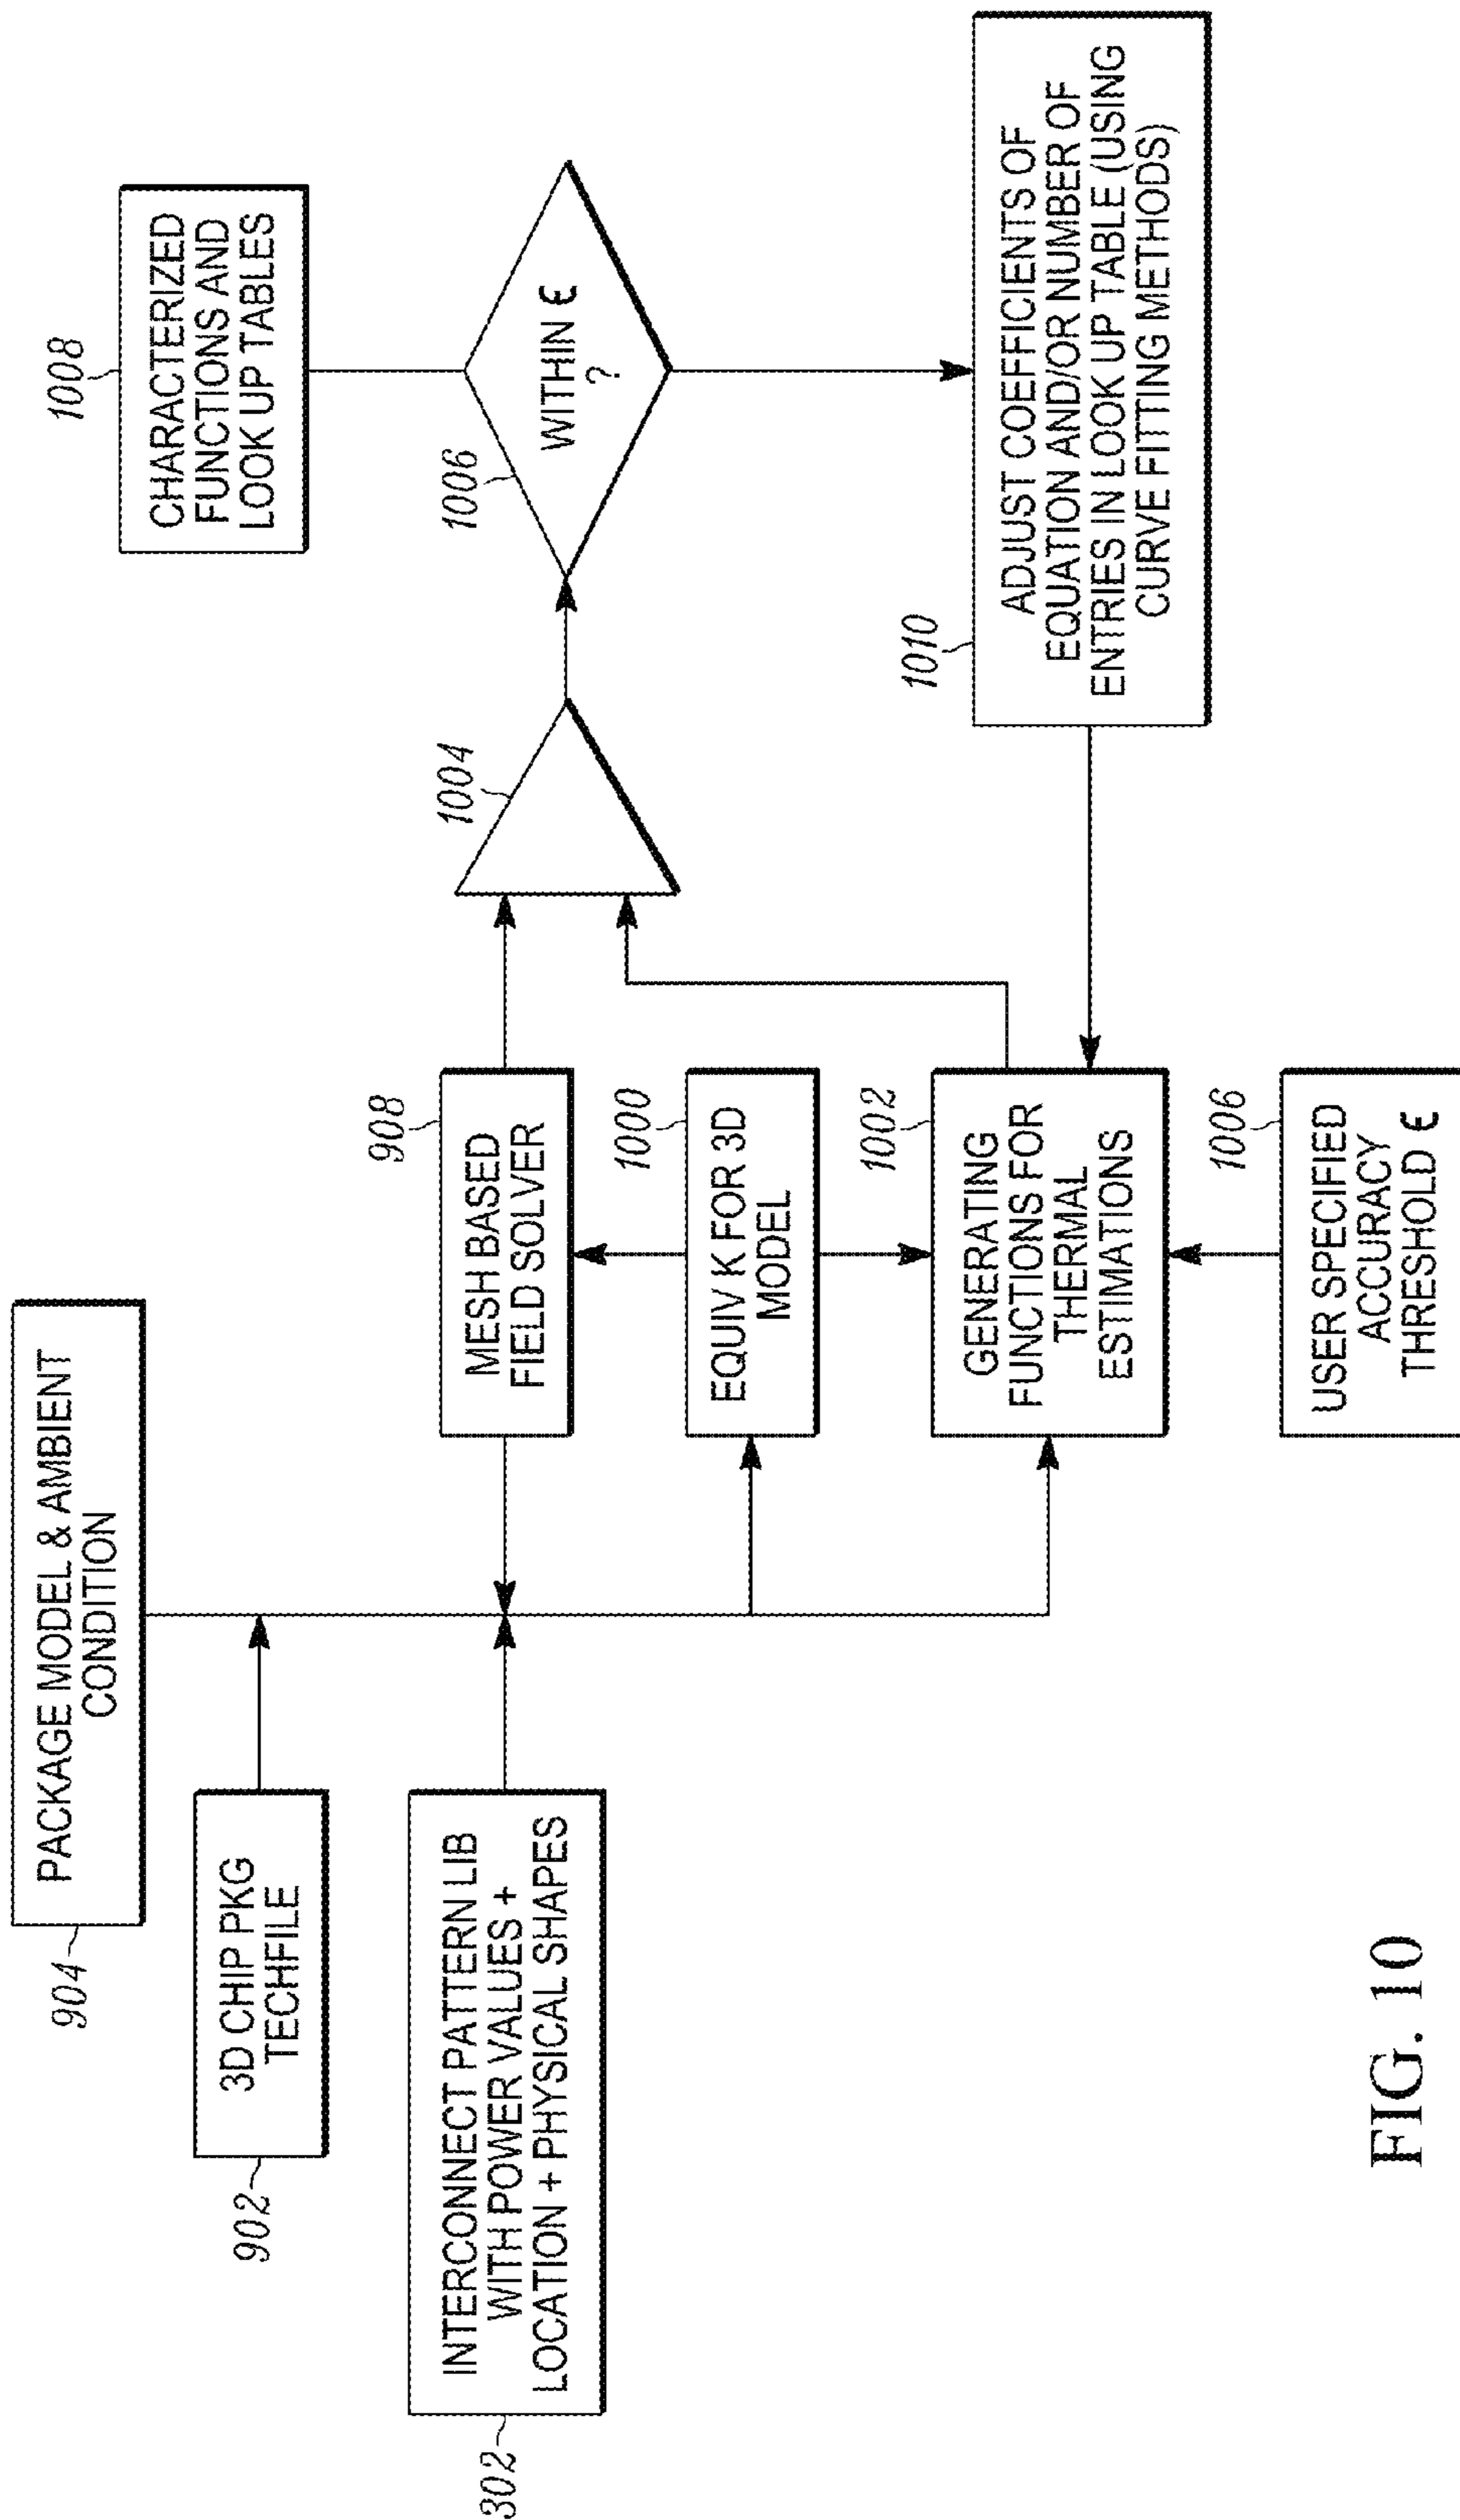 904
PACKAGE MODEL & AMBIENT
CONDITION
902
3D CHIP PKG
TECHFILE
302
INTERCONNECT PATTERN LIB
WITH POWER VALUES +
LOCATION + PHYSICAL SHAPES
908
MESH BASED
FIELD SOLVER
1000
EQUIV K FOR 3D
MODEL
1002
GENERATING
FUNCTIONS FOR
THERMAL
ESTIMATIONS
1006
USER SPECIFIED
ACCURACY
THRESHOLD ϵ
1004
1006
WITHIN ϵ
?
1008
CHARACTERIZED
FUNCTIONS AND
LOOK UP TABLES
1010
ADJUST COEFFICIENTS OF
EQUATION AND/OR NUMBER OF
ENTRIES IN LOOK UP TABLE (USING
CURVE FITTING METHODS)
FIG. 10